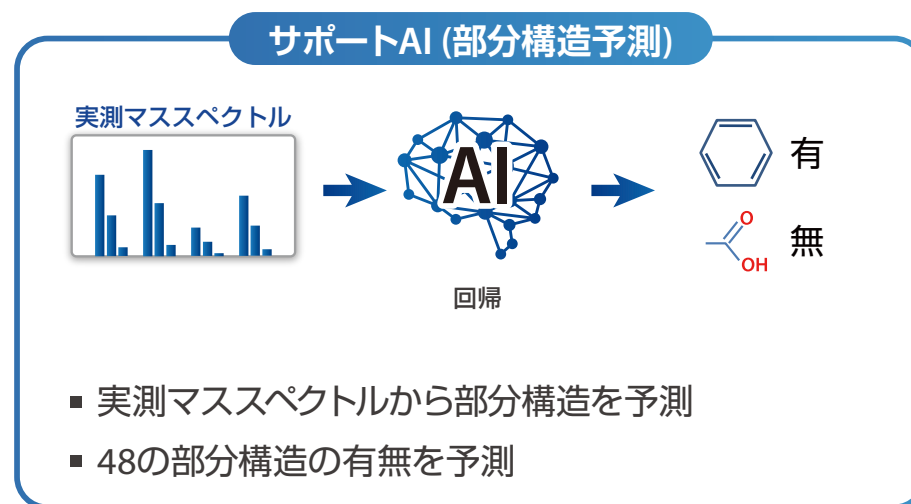 サポートAI (部分構造予測)
実測マススペクトル
AI
有
O
OH
無
回帰
▪ 実測マススペクトルから部分構造を予測
▪ 48の部分構造の有無を予測